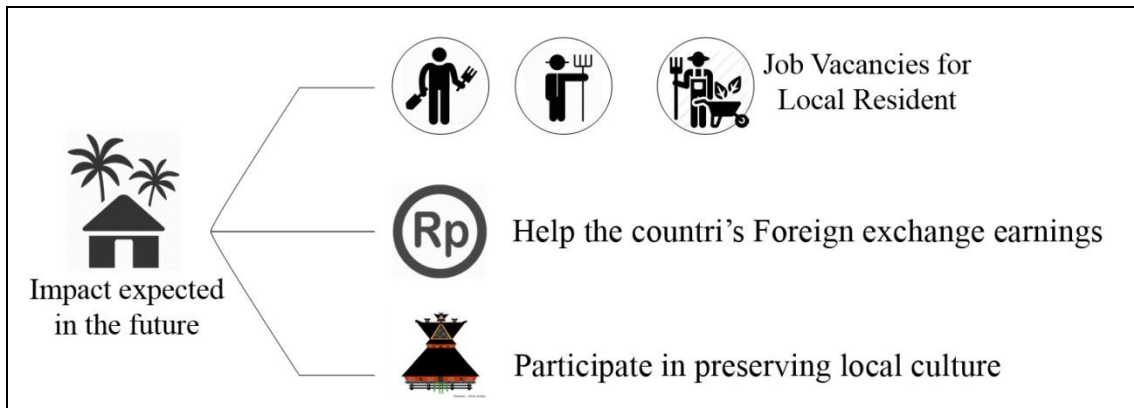 Job Vacancies for
Local Resident
Rp
Help the countri’s Foreign exchange earnings
Impact expected
in the future
Participate in preserving local culture